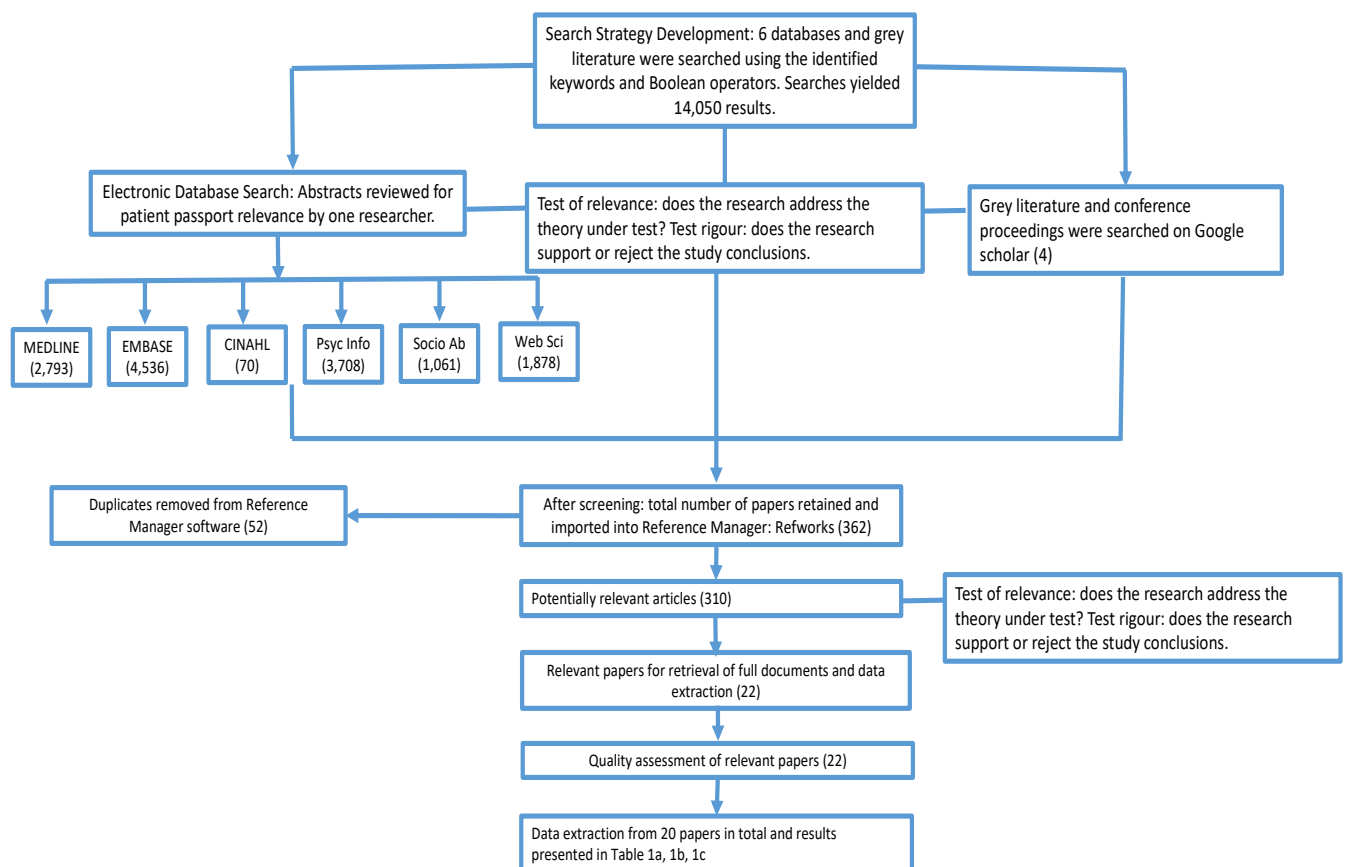 Search Strategy Development: 6 databases and grey
literature were searched using the identified
keywords and Boolean operators. Searches yielded
14,050 results.
Electronic Database Search: Abstracts reviewed for
patient passport relevance by one researcher.
Test of relevance: does the research address the
theory under test? Test rigour: does the research
support or reject the study conclusions.
Grey literature and conference
proceedings were searched on Google
scholar (4)
MEDLINE
(2,793)
EMBASE
(4,536)
CINAHL
(70)
Psyc Info
(3,708)
Socio Ab
(1,061)
Web Sci
(1,878)
Duplicates removed from Reference
Manager software (52)
After screening: total number of papers retained and
imported into Reference Manager: Refworks (362)
Potentially relevant articles (310)
Test of relevance: does the research address the
theory under test? Test rigour: does the research
support or reject the study conclusions.
Relevant papers for retrieval of full documents and data
extraction (22)
Quality assessment of relevant papers (22)
Data extraction from 20 papers in total and results
presented in Table 1a, 1b, 1c